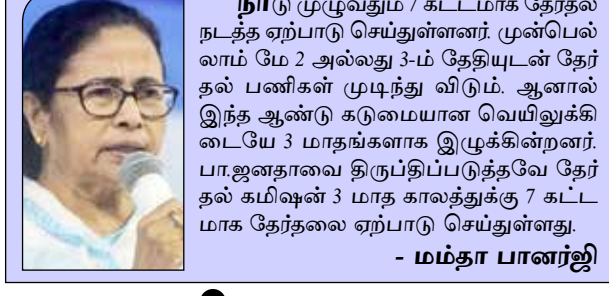 நாடு முழுவதும் 7 கட்டமாக தேர்தல்
நடத்த ஏற்பாடு செய்துள்ளனர். முன்பெல்
லாம் மே 2 அல்லது 3-ம் தேதியுடன் தேர்
தல் பணிகள் முடிந்து விடும். ஆனால்
இந்த ஆண்டு கடுமையான வெயிலுக்கி
டையே 3 மாதங்களாக இழுக்கின்றனர்.
பா.ஜனதாவை திருப்திப்படுத்தவே தேர்
தல் கமிஷன் 3 மாத காலத்துக்கு 7 கட்ட
மாக தேர்தலை ஏற்பாடு செய்துள்ளது.
- மம்தா பானர்ஜி